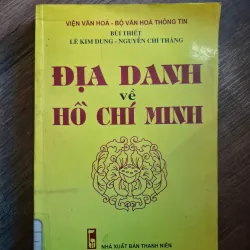 VIỆN VĂN HOÁ - BỘ VĂN HOÁ THÔNG TIN
BÙI THIẾT
LÊ KIM DUNG - NGUYỄN CHÍ THẮNG
ĐỊA DANH
về
HỒ CHÍ MINH
NHÀ XUẤT BẢN THANH NIÊN